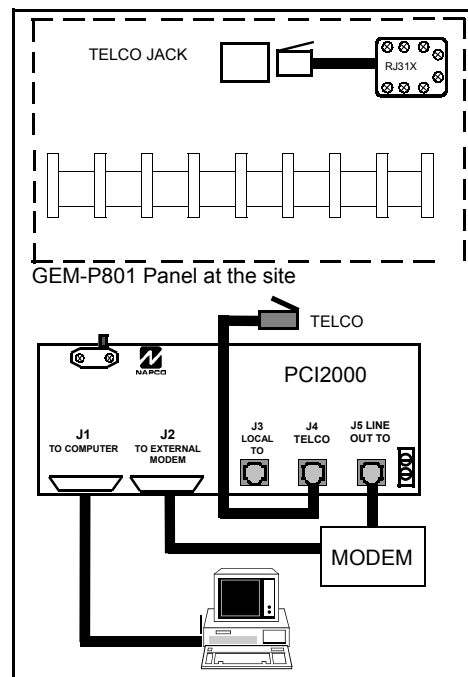 TELCO JACK
RJ31X
GEM-P801 Panel at the site
TELCO
NAPCO
PCI2000
J1
TO COMPUTER
J2
TO EXTERNAL
MODEM
J3
LOCAL
TO
J4
TELCO
J5 LINE
OUT TO
MODEM